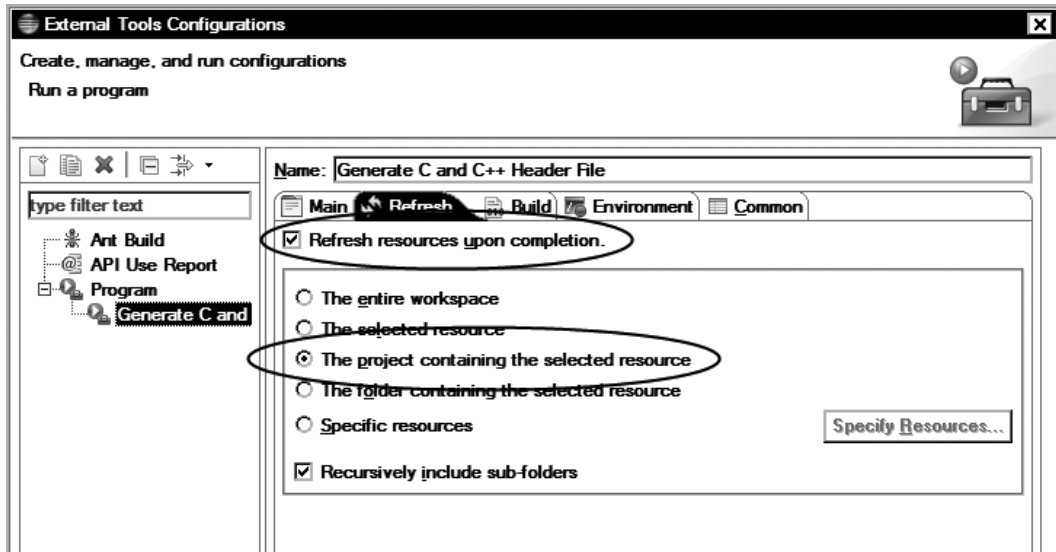 External Tools Configurations
Create, manage, and run configurations
Run a program
type filter text
Ant Build
API Use Report
Program
Generate C and
Name: Generate C and C++ Header File
Main Refresh Build Environment Common
Refresh resources upon completion.
The entire workspace
The selected resource
The project containing the selected resource
The folder containing the selected resource
Specific resources
Specify Resources...
Recursively include sub-folders